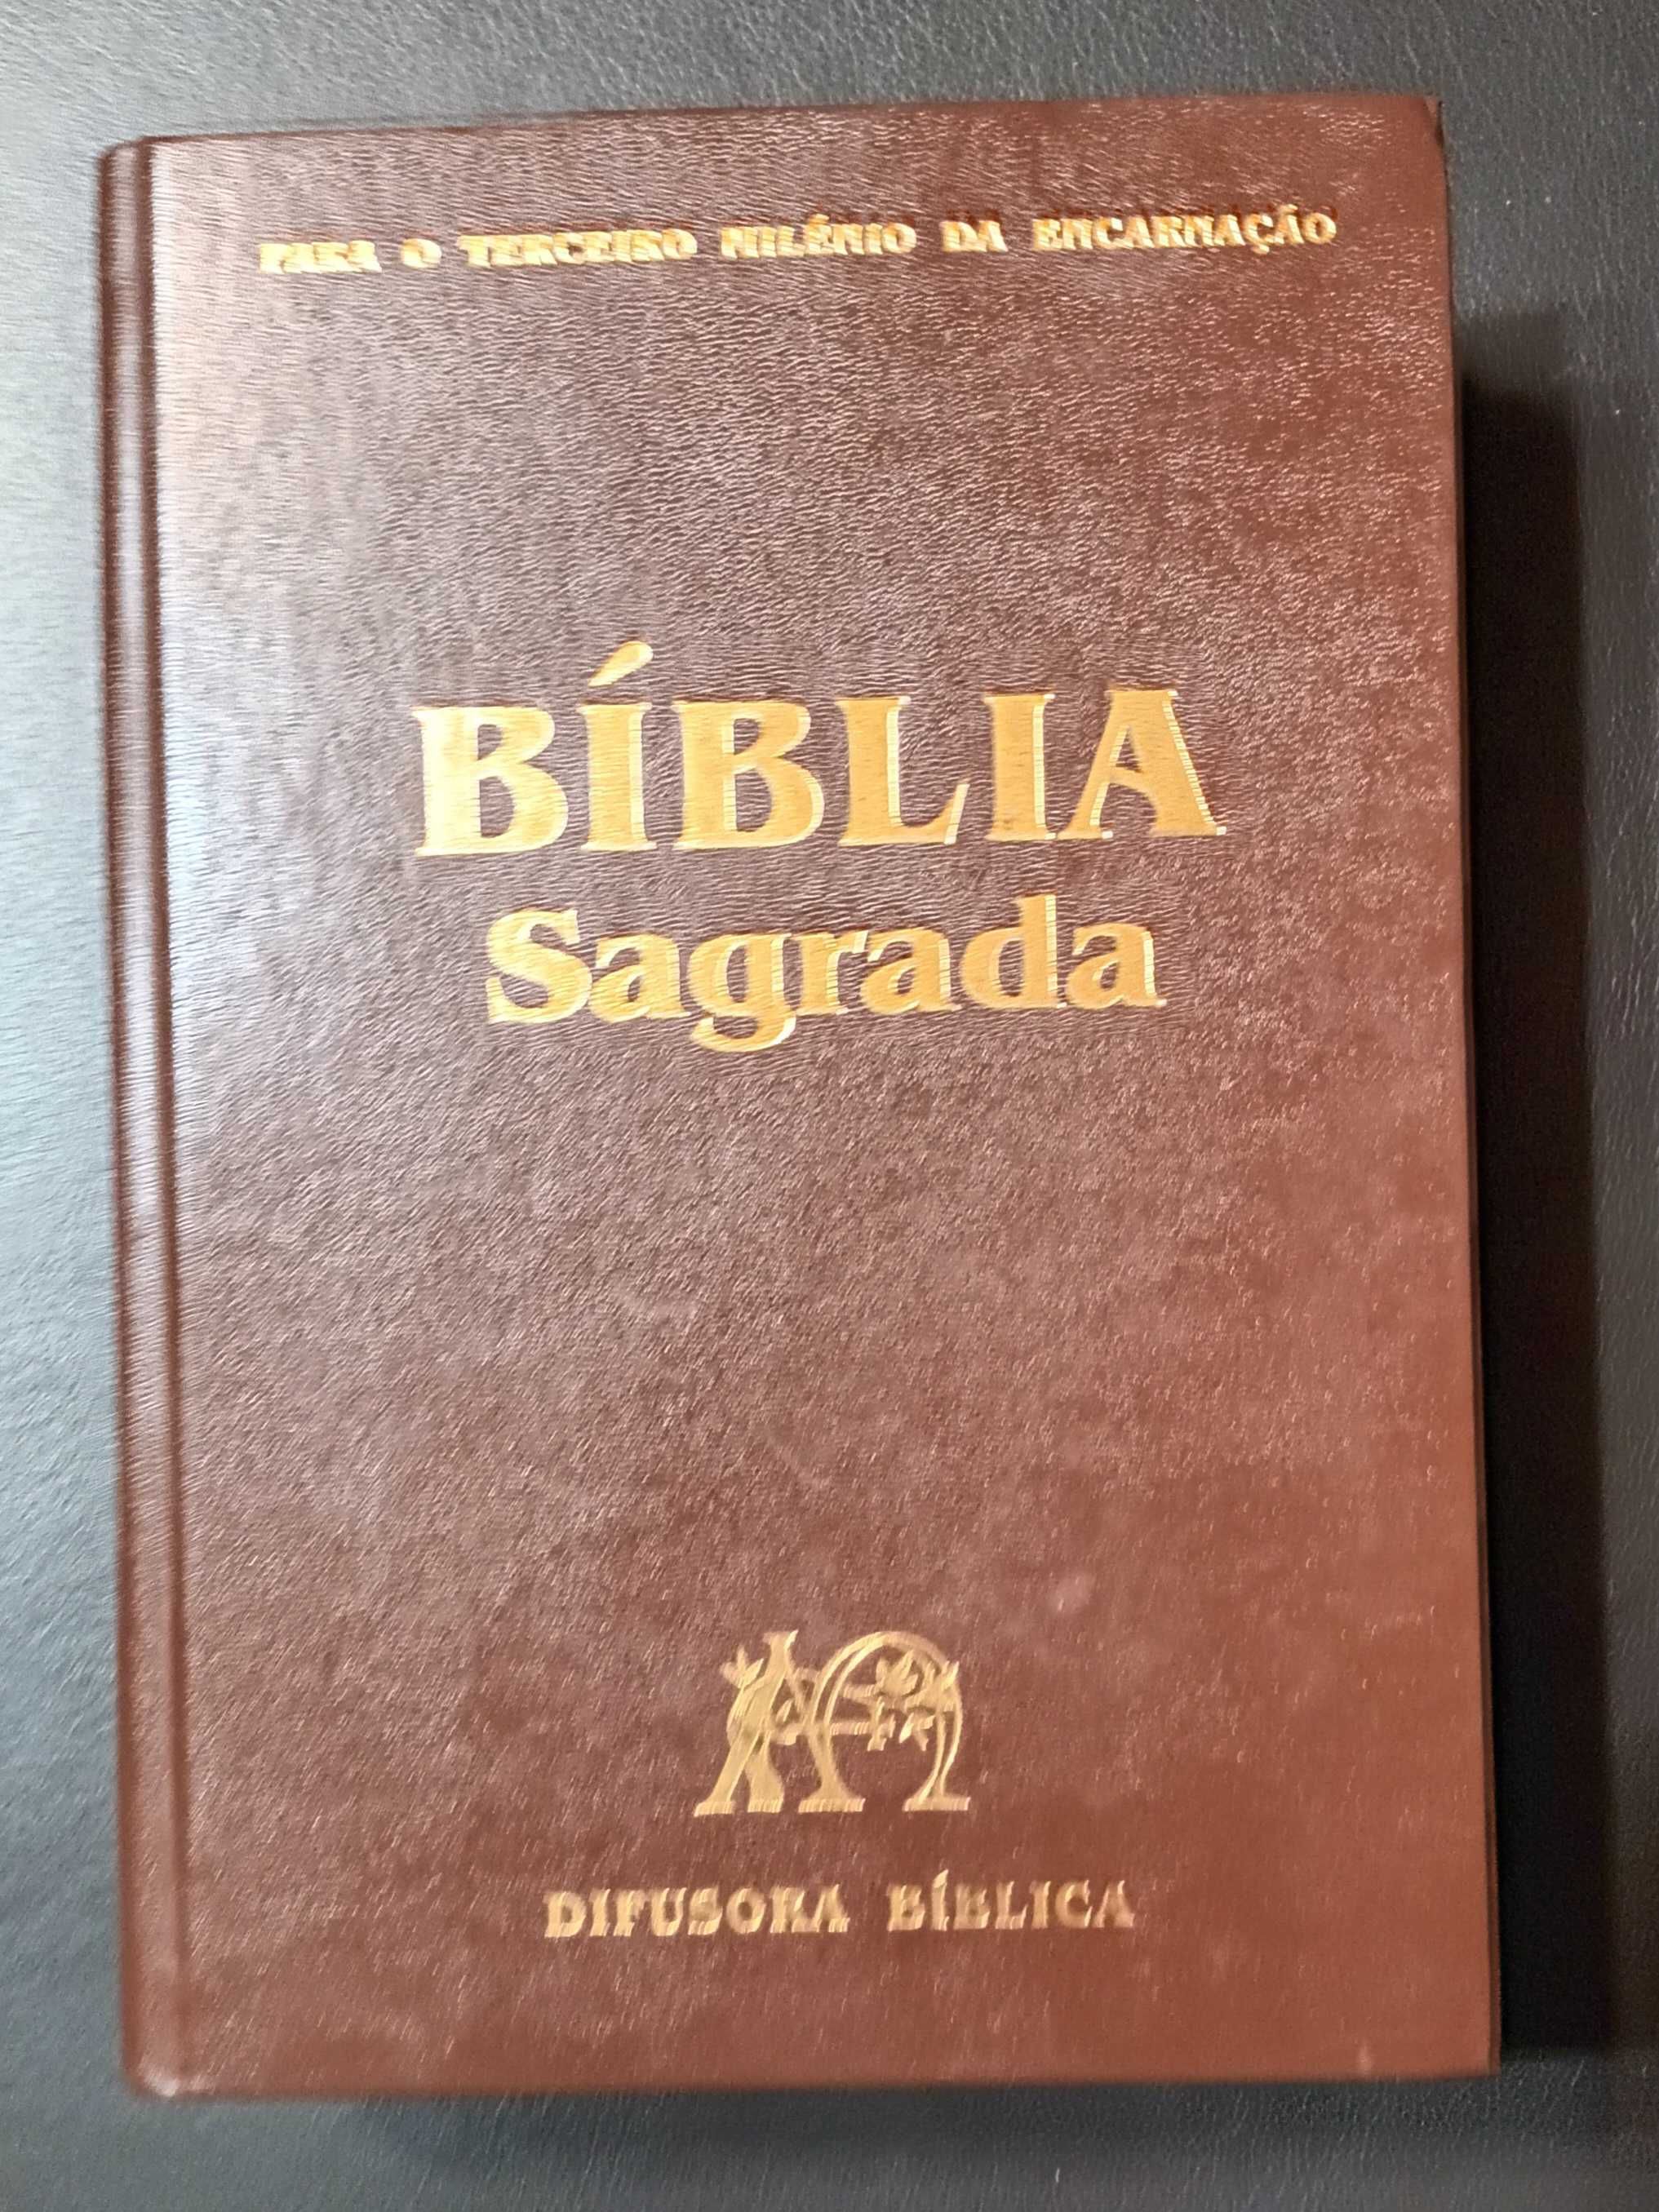 PARA O TERCEIRO MILÉNIO DA ENCARNAÇÃO
BÍBLIA
Sagrada
DIFUSORA BÍBLICA